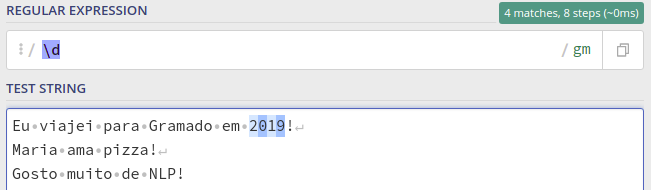 REGULAR EXPRESSION
4 matches, 8 steps (~0ms)
/ \d / gm
TEST STRING
Eu viajei para Gramado em 2019!
Maria ama pizza!
Gosto muito de NLP!